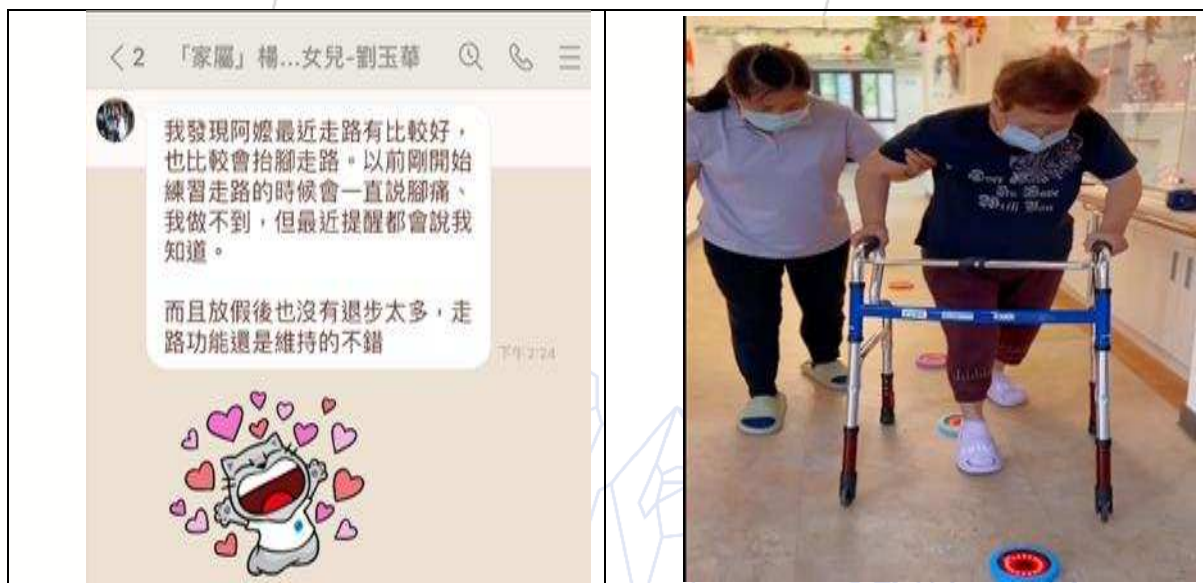 < 2 「家屬」楊...女兒-劉玉華
我發現阿嬤最近走路有比較好，
也比較會抬腳走路。以前剛開始
練習走路的時候會一直說腳痛、
我做不到，但最近提醒都會說我
知道。
而且放假後也沒有退步太多，走
路功能還是維持的不錯
下午2:24